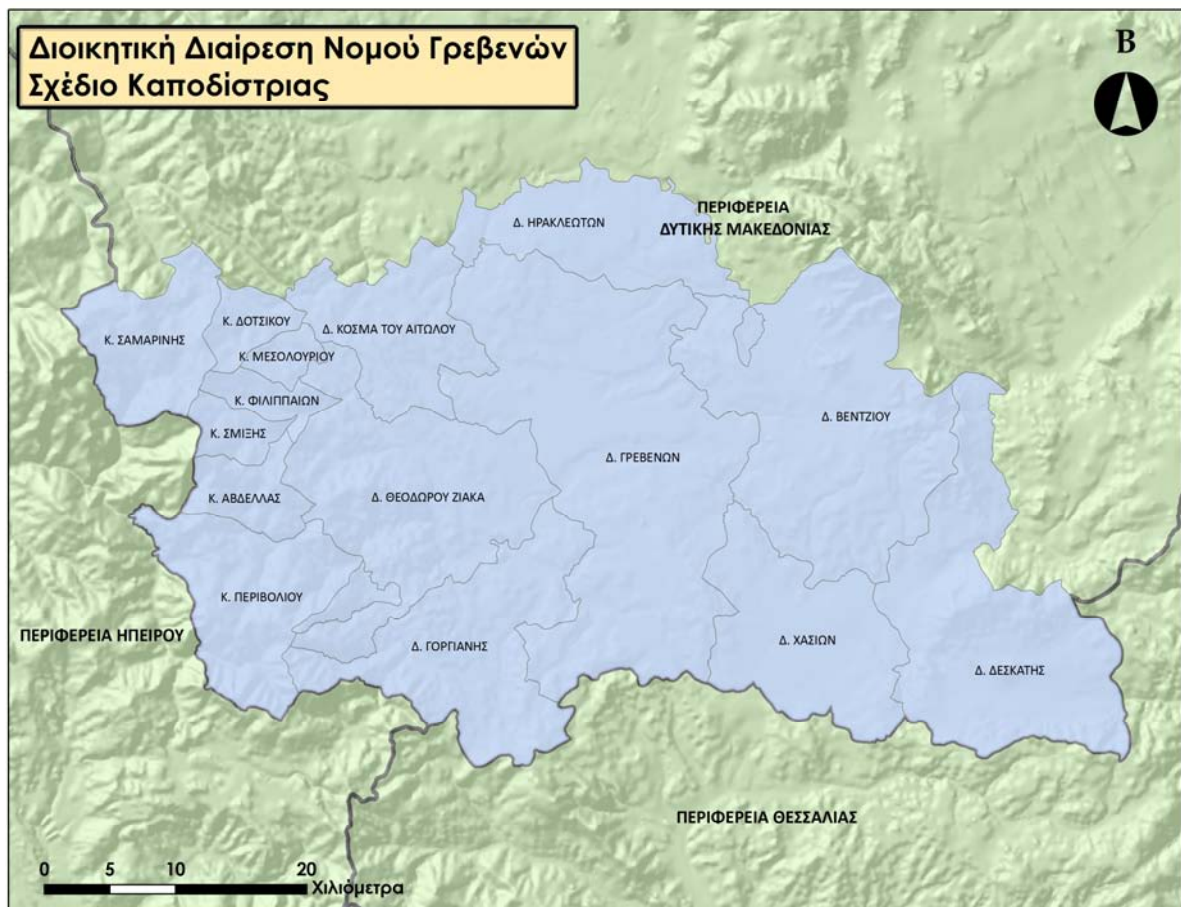 Διοικητική Διαίρεση Νομού Γρεβενών
Σχέδιο Καποδίστριας
Β
Δ. ΗΡΑΚΛΕΩΤΩΝ
ΠΕΡΙΦΕΡΕΙΑ
ΔΥΤΙΚΗΣ ΜΑΚΕΔΟΝΙΑΣ
Κ. ΔΟΤΣΙΚΟΥ
Δ. ΚΟΣΜΑ ΤΟΥ ΑΙΤΩΛΟΥ
Κ. ΣΑΜΑΡΙΝΗΣ
Κ. ΜΕΣΟΛΟΥΡΙΟΥ
Κ. ΦΙΛΙΠΠΑΙΩΝ
Δ. ΒΕΝΤΖΙΟΥ
Κ. ΣΜΙΞΗΣ
Δ. ΓΡΕΒΕΝΩΝ
Κ. ΑΒΔΕΛΛΑΣ
Δ. ΘΕΟΔΩΡΟΥ ΖΙΑΚΑ
Κ. ΠΕΡΙΒΟΛΙΟΥ
ΠΕΡΙΦΕΡΕΙΑ ΗΠΕΙΡΟΥ
Δ. ΓΟΡΓΙΑΝΗΣ
Δ. ΧΑΣΙΩΝ
Δ. ΔΕΣΚΑΤΗΣ
ΠΕΡΙΦΕΡΕΙΑ ΘΕΣΣΑΛΙΑΣ
0 5 10 20
Χιλιόμετρα